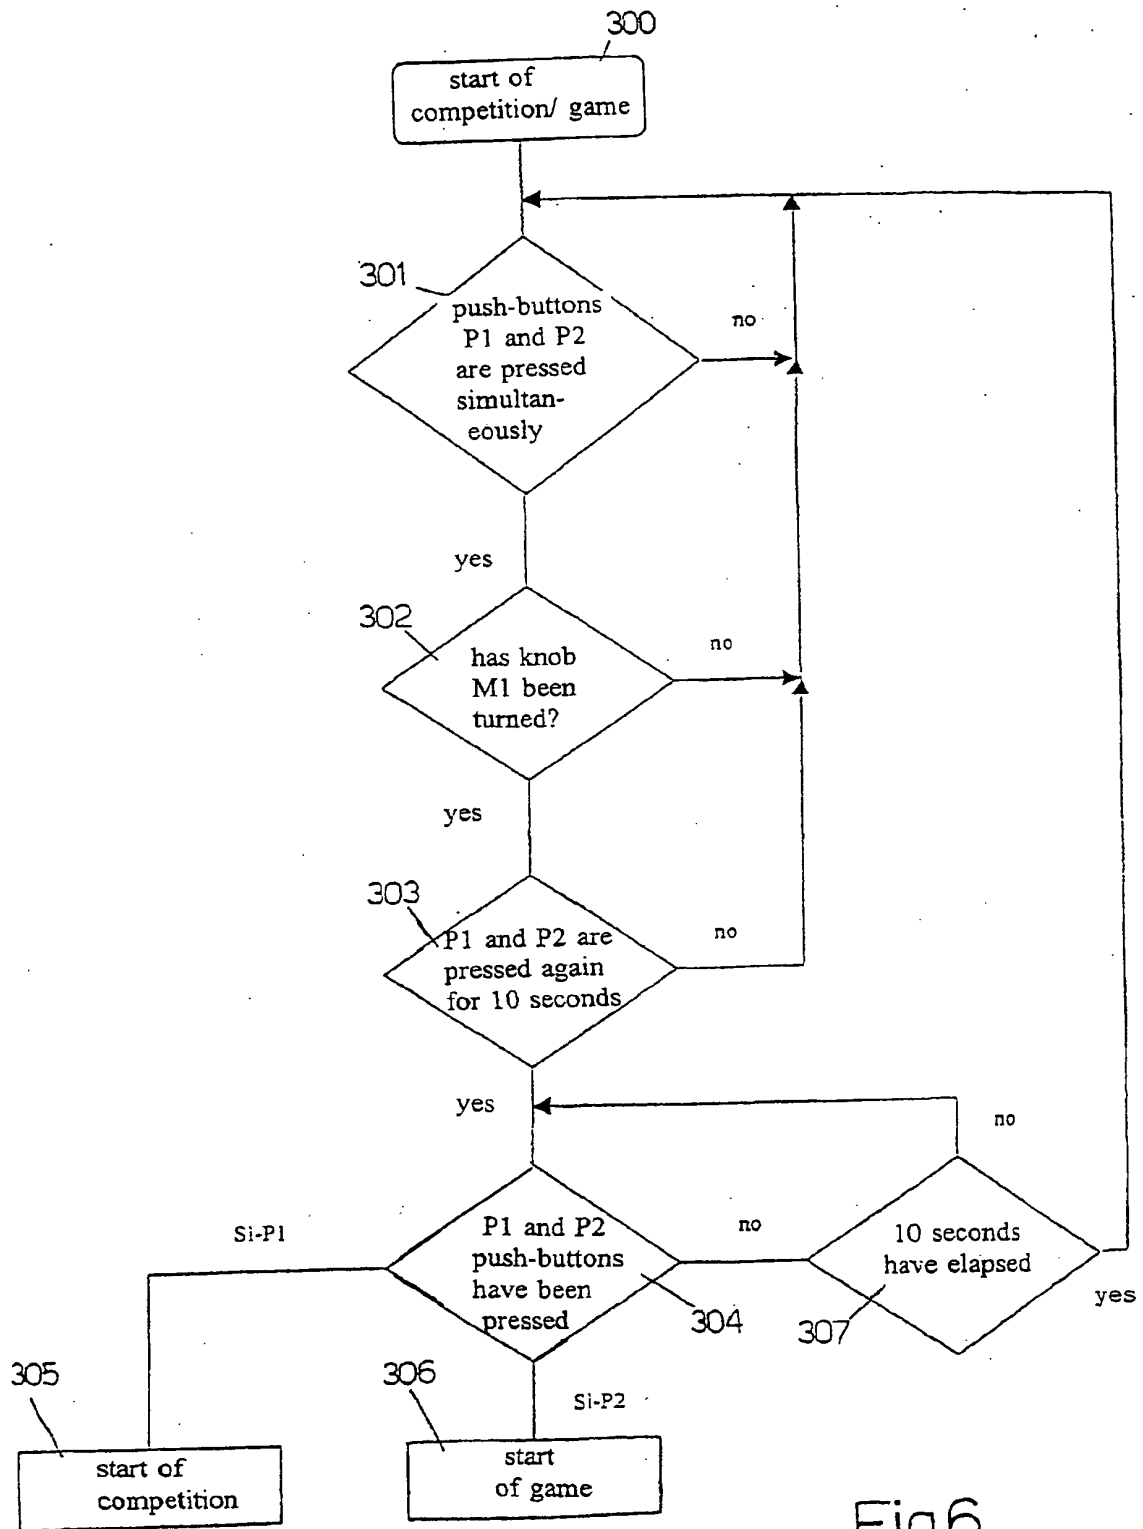 300
start of
competition/ game
301
push-buttons
P1 and P2
are pressed
simultan-
eously
no
yes
302
has knob
M1 been
turned?
no
yes
303
P1 and P2 are
pressed again
for 10 seconds
no
yes
no
Si-P1
P1 and P2
push-buttons
have been
pressed
304
no
10 seconds
have elapsed
307
yes
305
306
Si-P2
start of
competition
start
of game
Fig6